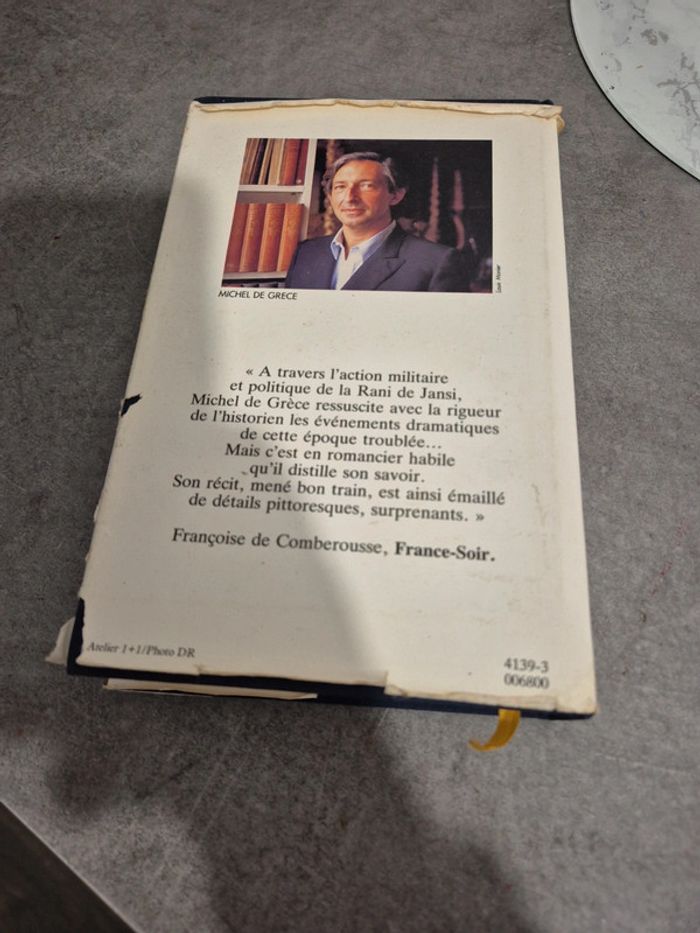 Louis Monier
MICHEL DE GRECE
« A travers l'action militaire
et politique de la Rani de Jansi,
Michel de Grèce ressuscite avec la rigueur
de l'historien les événements dramatiques
de cette époque troublée...
Mais c'est en romancier habile
qu'il distille son savoir.
Son récit, mené bon train, est ainsi émaillé
de détails pittoresques, surprenants. »
Françoise de Comberousse, France-Soir.
Atelier 1+1/Photo DR
4139-3
006800